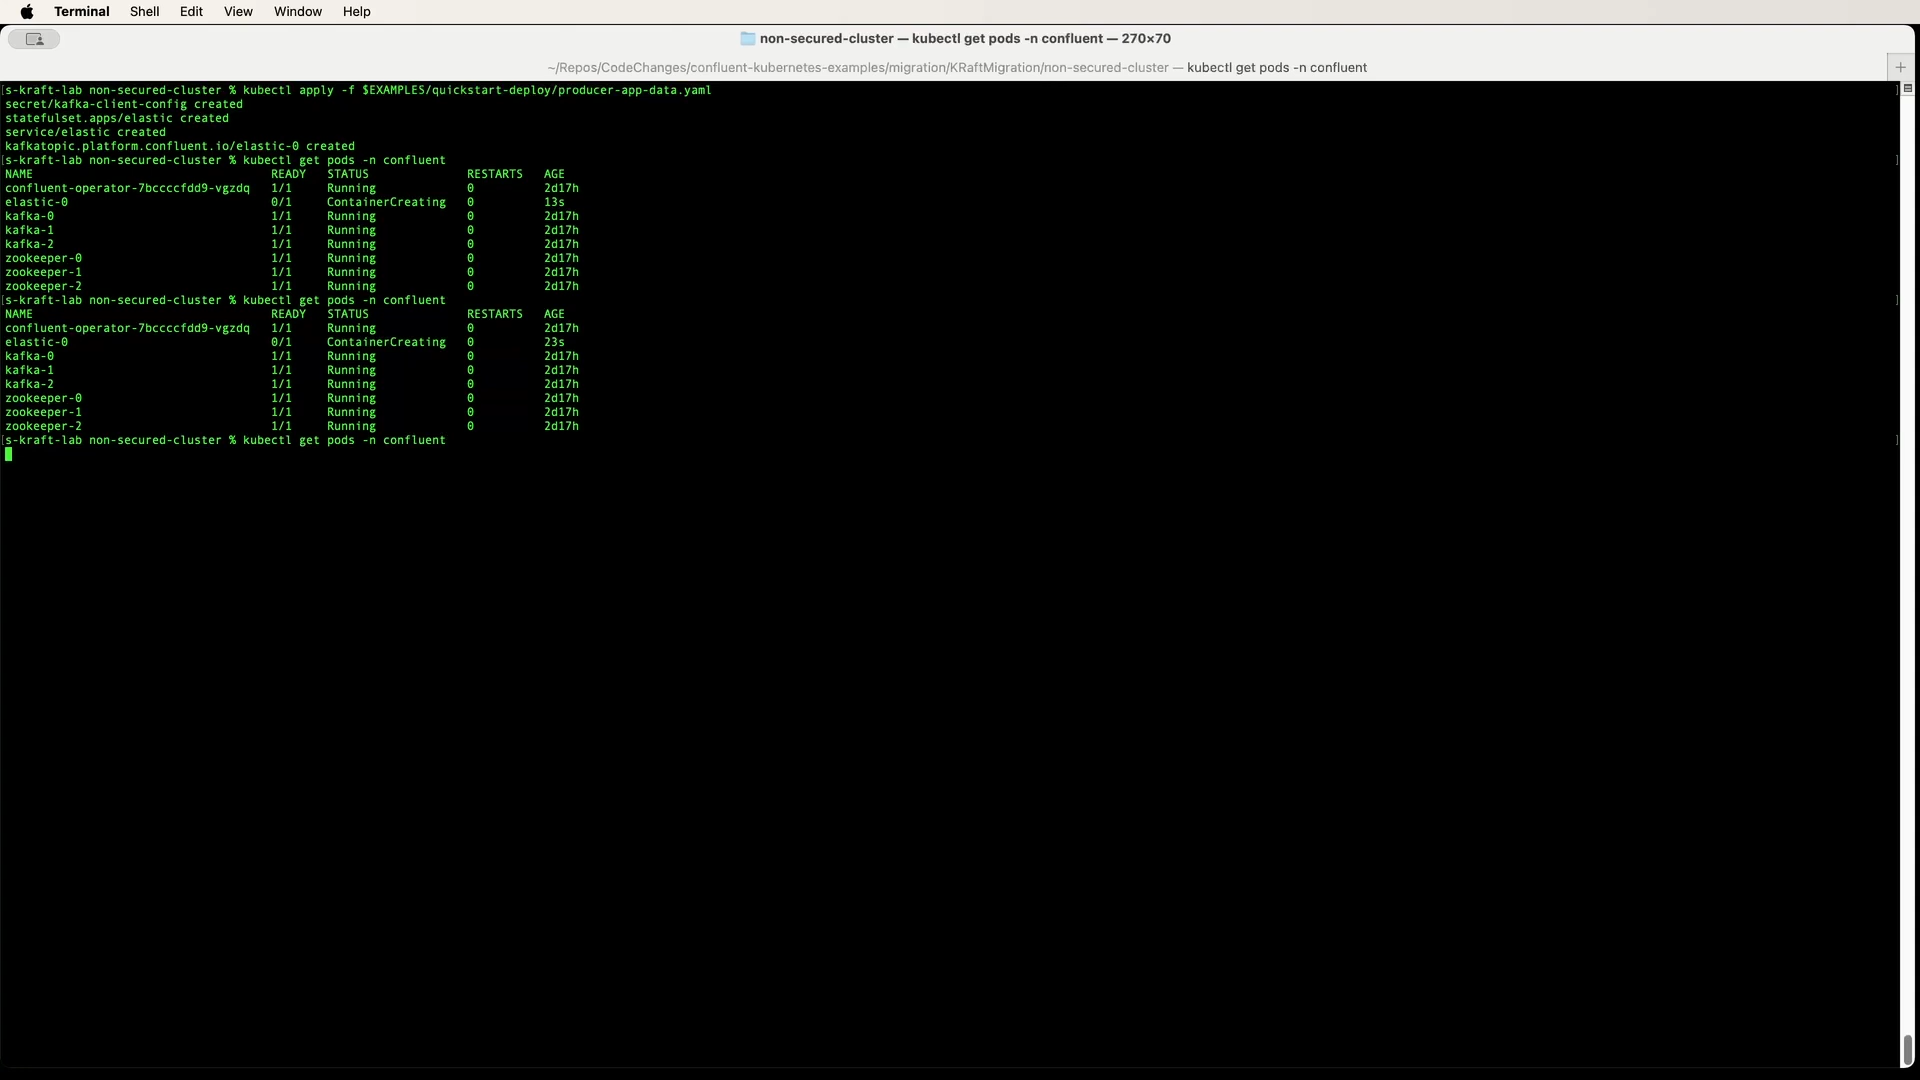 Terminal Shell Edit View Window Help
non-secured-cluster — kubectl get pods -n confluent — 270×70
~/Repos/CodeChanges/confluent-kubernetes-examples/migration/KRaftMigration/non-secured-cluster — kubectl get pods -n confluent +
[s-kraft-lab non-secured-cluster % kubectl apply -f $EXAMPLES/quickstart-deploy/producer-app-data.yaml ]
secret/kafka-client-config created
statefulset.apps/elastic created
service/elastic created
kafkatopic.platform.confluent.io/elastic-0 created
[s-kraft-lab non-secured-cluster % kubectl get pods -n confluent ]
NAME READY STATUS RESTARTS AGE
confluent-operator-7bccccfdd9-vgzdq 1/1 Running 0 2d17h
elastic-0 0/1 ContainerCreating 0 13s
kafka-0 1/1 Running 0 2d17h
kafka-1 1/1 Running 0 2d17h
kafka-2 1/1 Running 0 2d17h
zookeeper-0 1/1 Running 0 2d17h
zookeeper-1 1/1 Running 0 2d17h
zookeeper-2 1/1 Running 0 2d17h
[s-kraft-lab non-secured-cluster % kubectl get pods -n confluent ]
NAME READY STATUS RESTARTS AGE
confluent-operator-7bccccfdd9-vgzdq 1/1 Running 0 2d17h
elastic-0 0/1 ContainerCreating 0 23s
kafka-0 1/1 Running 0 2d17h
kafka-1 1/1 Running 0 2d17h
kafka-2 1/1 Running 0 2d17h
zookeeper-0 1/1 Running 0 2d17h
zookeeper-1 1/1 Running 0 2d17h
zookeeper-2 1/1 Running 0 2d17h
[s-kraft-lab non-secured-cluster % kubectl get pods -n confluent ]